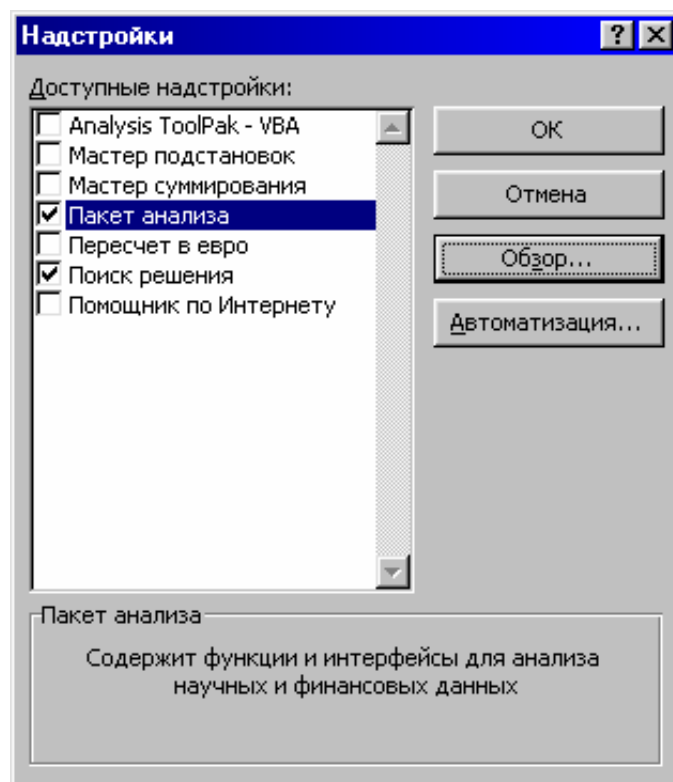 Надстройки
Доступные надстройки:
Analysis ToolPak - VBA
Мастер подстановок
Мастер суммирования
Пакет анализа
Пересчет в евро
Поиск решения
Помощник по Интернету
ОК
Отмена
Обзор...
Автоматизация...
Пакет анализа
Содержит функции и интерфейсы для анализа
научных и финансовых данных